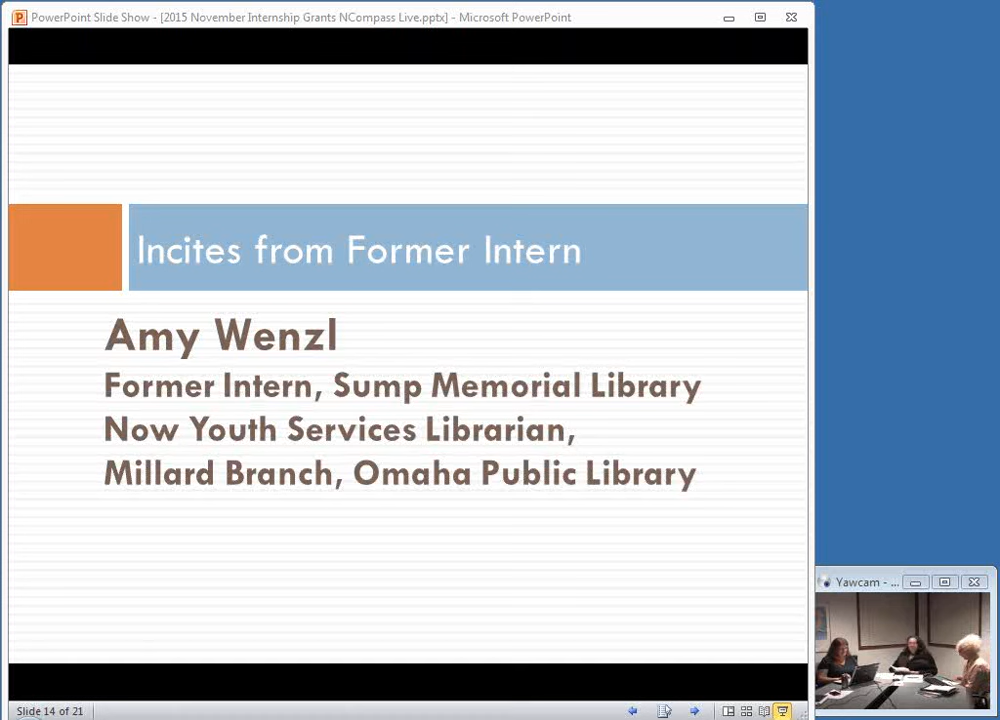 PowerPoint Slide Show - [2015 November Internship Grants NCompass Live.pptx] - Microsoft PowerPoint
Incites from Former Intern
Amy Wenzl
Former Intern, Sump Memorial Library
Now Youth Services Librarian,
Millard Branch, Omaha Public Library
Yawcam - ...
Slide 14 of 21